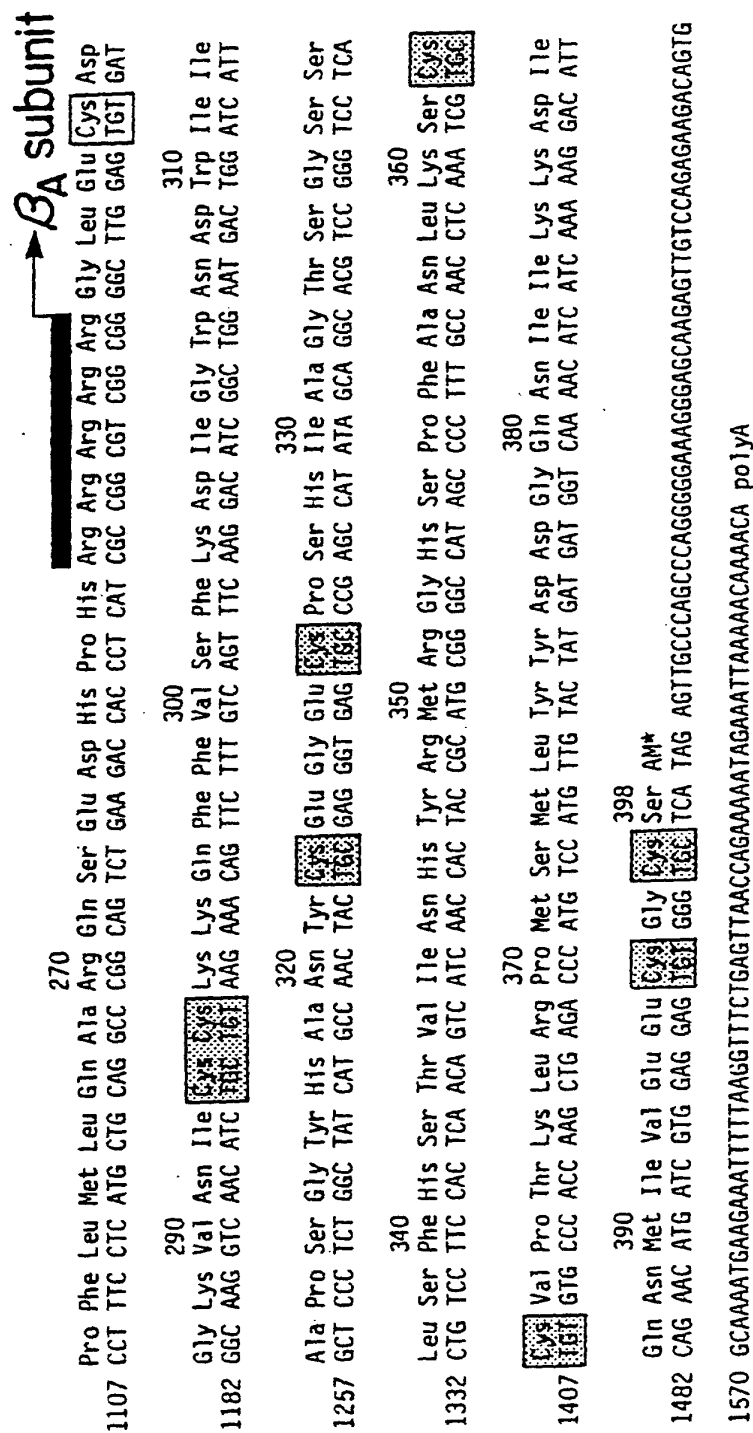 βA subunit
270
Pro Phe Leu Met Leu Gln Ala Arg Gln Ser Glu Asp His Pro His Arg Arg Arg Arg Arg Gly Leu Glu Cys Asp
1107 CCT TTC CTC ATG CTG CAG GCC CGG CAG TCT GAA GAC CAC CCT CAT CGC CGG CGT CGG CGG GGC TTG GAG TGT GAT
290 300 310
Gly Lys Val Asn Ile Cys Cys Lys Lys Gln Phe Phe Val Ser Phe Lys Asp Ile Gly Trp Asn Asp Trp Ile Ile
1182 GGC AAG GTC AAC ATC TGC TGT AAG AAA CAG TTC TTT GTC AGT TTC AAG GAC ATC GGC TGG AAT GAC TGG ATC ATT
320 330
Ala Pro Ser Gly Tyr His Ala Asn Tyr Cys Glu Gly Glu Cys Pro Ser His Ile Ala Gly Thr Ser Gly Ser Ser
1257 GCT CCC TCT GGC TAT CAT GCC AAC TAC TGC GAG GGT GAG TGC CCG AGC CAT ATA GCA GGC ACG TCC GGG TCC TCA
340 350 360
Leu Ser Phe His Ser Thr Val Ile Asn His Tyr Arg Met Arg Gly His Ser Pro Phe Ala Asn Leu Lys Ser Cys
1332 CTG TCC TTC CAC TCA ACA GTC ATC AAC CAC TAC CGC ATG CGG GGC CAT AGC CCC TTT GCC AAC CTC AAA TCG TGC
370 380
Cys Val Pro Thr Lys Leu Arg Pro Met Ser Met Leu Tyr Tyr Asp Asp Gly Gln Asn Ile Ile Lys Lys Asp Ile
1407 TGT GTG CCC ACC AAG CTG AGA CCC ATG TCC ATG TTG TAC TAT GAT GAT GGT CAA AAC ATC ATC AAA AAG GAC ATT
390 398
Gln Asn Met Ile Val Glu Glu Cys Gly Cys Ser AM*
1482 CAG AAC ATG ATC GTG GAG GAG TGT GGG TGC TCA TAG AGTTGCCCAGCCCAGGGGGAAAGGGAGCAAGAGTTGTCCAGAGAAGACAGTG
1570 GCAAAATGAAGAAATTTTTAAGGTTTCTGAGTTAACCAGAAAAATAGAAATTAAAAACAAAACA polyA